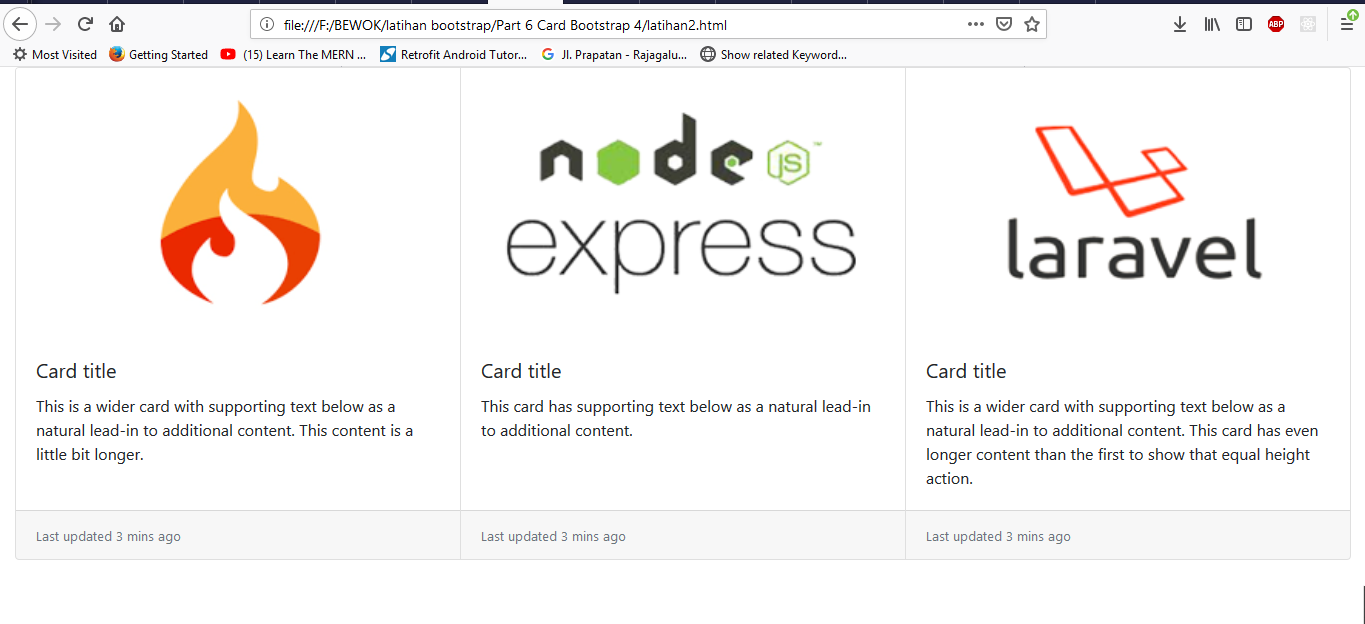 file:///F:/BEWOK/latihan bootstrap/Part 6 Card Bootstrap 4/latihan2.html
ABP
Most Visited
Getting Started
(15) Learn The MERN ...
Retrofit Android Tutor...
Jl. Prapatan - Rajagalu...
Show related Keyword...
node JS™
express
laravel
Card title
This is a wider card with supporting text below as a
natural lead-in to additional content. This content is a
little bit longer.
Last updated 3 mins ago
Card title
This card has supporting text below as a natural lead-in
to additional content.
Last updated 3 mins ago
Card title
This is a wider card with supporting text below as a
natural lead-in to additional content. This card has even
longer content than the first to show that equal height
action.
Last updated 3 mins ago